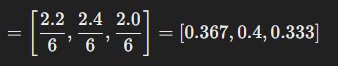 = [2.2/6, 2.4/6, 2.0/6] = [0.367, 0.4, 0.333]